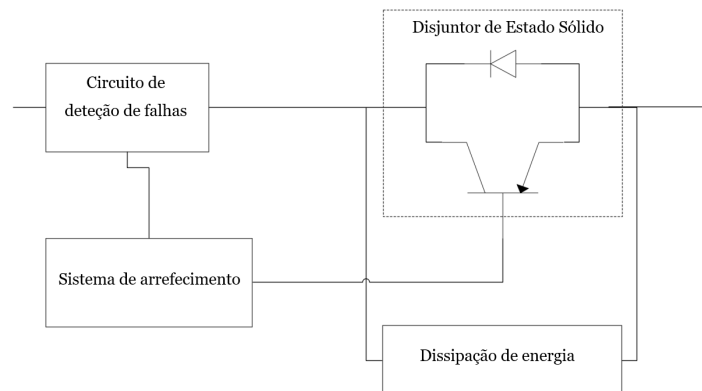 Disjuntor de Estado Sólido
Circuito de
deteção de falhas
Sistema de arrefecimento
Dissipação de energia